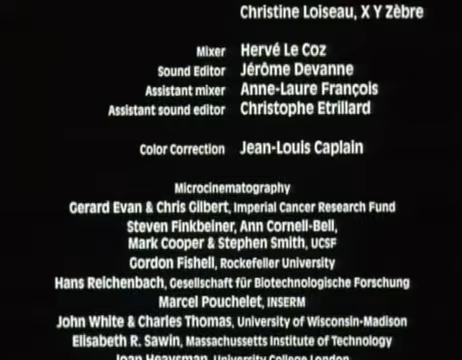 Christine Loiseau, X Y Zèbre
Mixer Hervé Le Coz
Sound Editor Jérôme Devanne
Assistant mixer Anne-Laure François
Assistant sound editor Christophe Etrillard
Color Correction Jean-Louis Caplain
Microcinematography
Gerard Evan & Chris Gilbert, Imperial Cancer Research Fund
Steven Finkbeiner, Ann Cornell-Bell,
Mark Cooper & Stephen Smith, UCSF
Gordon Fishell, Rockefeller University
Hans Reichenbach, Gesellschaft für Biotechnologische Forschung
Marcel Pouchelet, INSERM
John White & Charles Thomas, University of Wisconsin-Madison
Elisabeth R. Sawin, Massachussetts Institute of Technology
Joan Heaysman, University College London